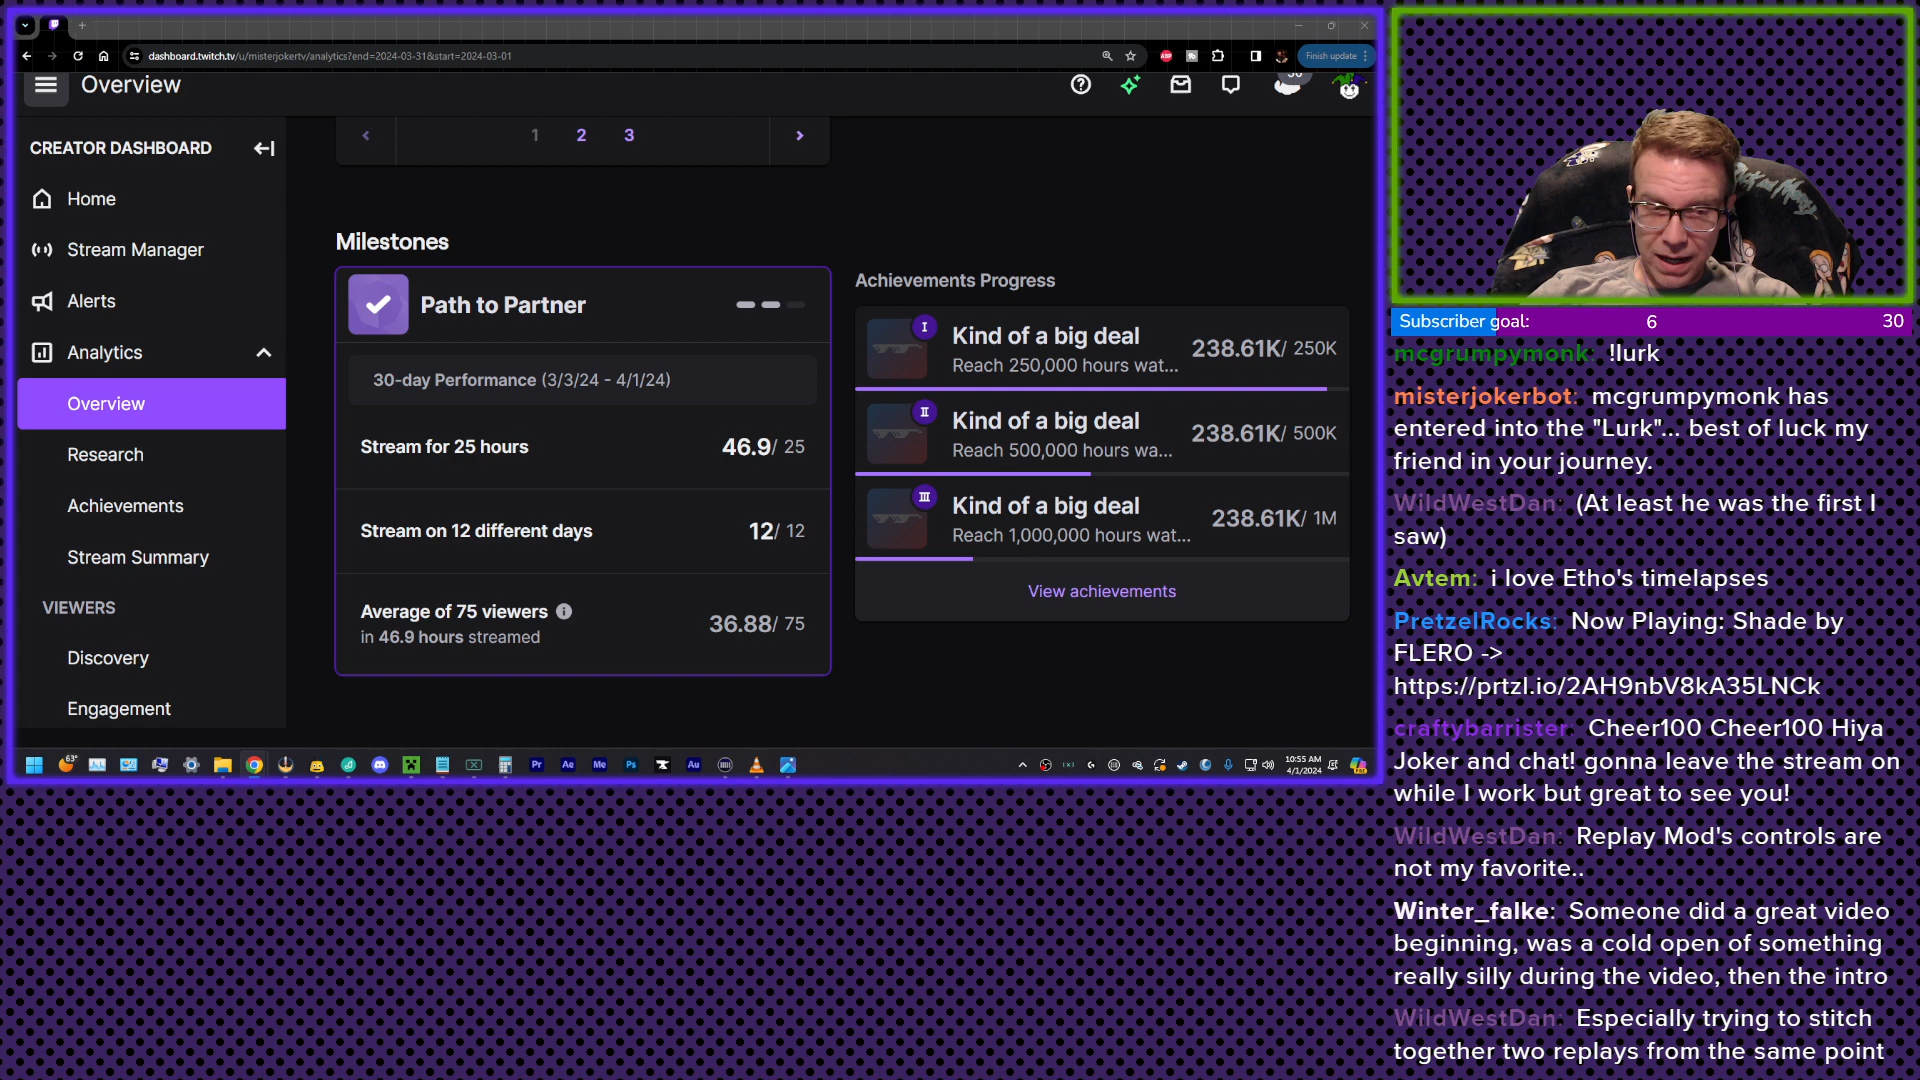 dashboard.twitch.tv/u/misterjokertv/analytics?end=2024-03-31&start=2024-03-01
Finish update
Overview
CREATOR DASHBOARD
Home
Stream Manager
Alerts
Analytics
Overview
Research
Achievements
Stream Summary
VIEWERS
Discovery
Engagement
1 2 3
Milestones
Path to Partner
30-day Performance (3/3/24 - 4/1/24)
Stream for 25 hours 46.9/ 25
Stream on 12 different days 12/ 12
Average of 75 viewers
in 46.9 hours streamed
36.88/ 75
Achievements Progress
I
Kind of a big deal
Reach 250,000 hours wat...
238.61K/ 250K
II
Kind of a big deal
Reach 500,000 hours wa...
238.61K/ 500K
III
Kind of a big deal
Reach 1,000,000 hours wat...
238.61K/ 1M
View achievements
63°
Pr Ae Me Ps Au
10:55 AM
4/1/2024
Subscriber goal: 6 30
mcgrumpymonk: !lurk
misterjokerbot: mcgrumpymonk has
entered into the "Lurk"... best of luck my
friend in your journey.
WildWestDan: (At least he was the first I
saw)
Avtem: i love Etho's timelapses
PretzelRocks: Now Playing: Shade by
FLERO ->
https://prtzl.io/2AH9nbV8kA35LNCk
craftybarrister: Cheer100 Cheer100 Hiya
Joker and chat! gonna leave the stream on
while I work but great to see you!
WildWestDan: Replay Mod's controls are
not my favorite..
Winter_falke: Someone did a great video
beginning, was a cold open of something
really silly during the video, then the intro
WildWestDan: Especially trying to stitch
together two replays from the same point